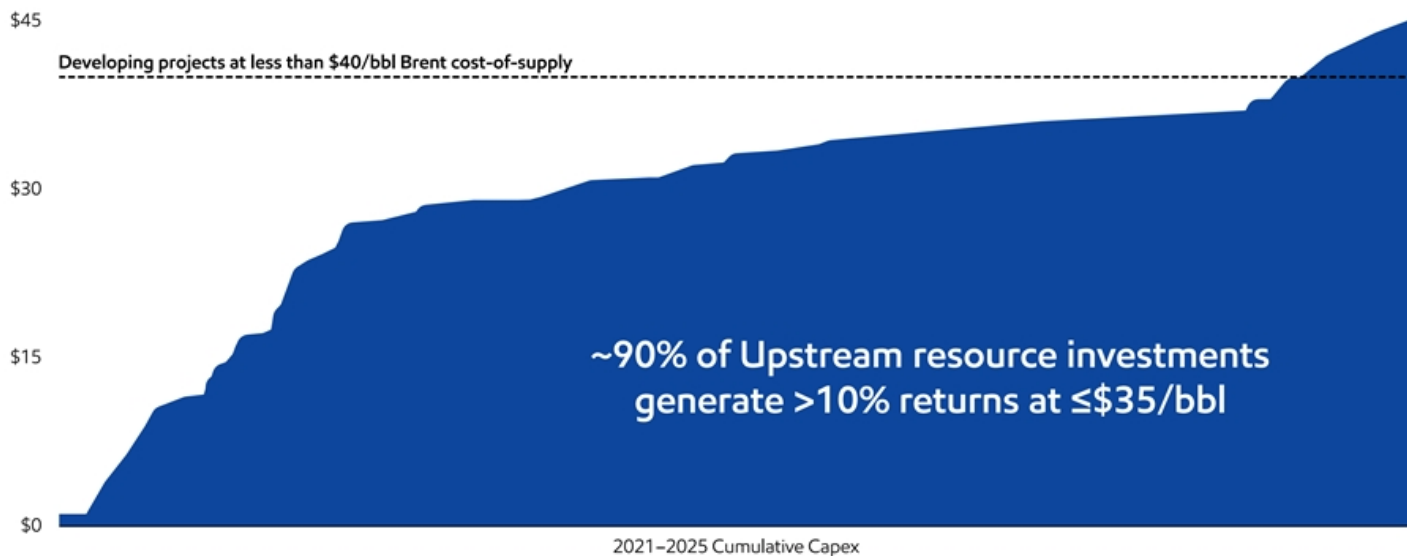 $45
Developing projects at less than $40/bbl Brent cost-of-supply
$30
$15
~90% of Upstream resource investments
generate >10% returns at ≤$35/bbl
$0
2021–2025 Cumulative Capex